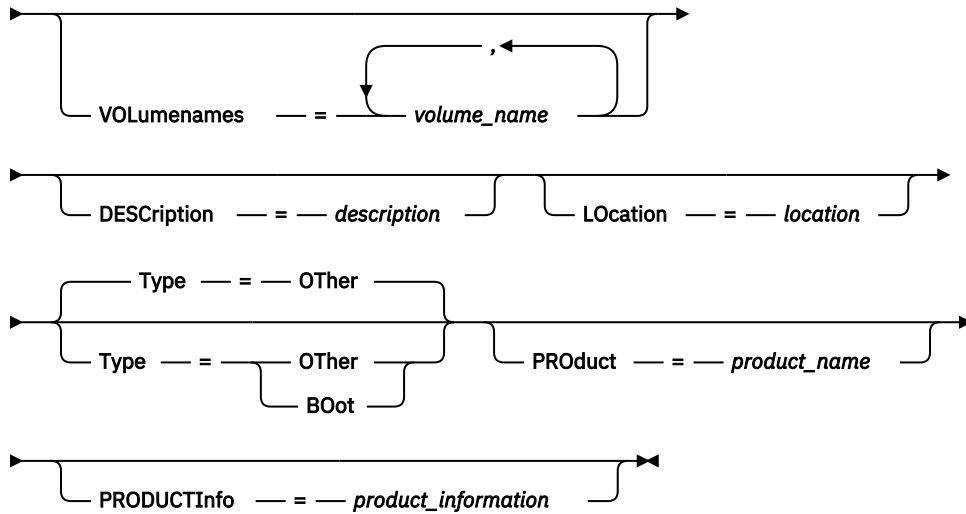 ,
VOLumenames = volume_name
DESCription = description LOcation = location
Type = OTher
Type = OTher PROduct = product_name
BOot
PRODUCTInfo = product_information